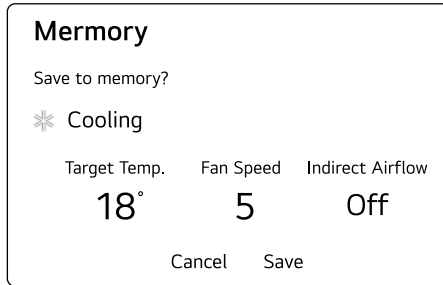 Mermory
Save to memory?
Cooling
Target Temp. Fan Speed Indirect Airflow
18° 5 Off
Cancel Save